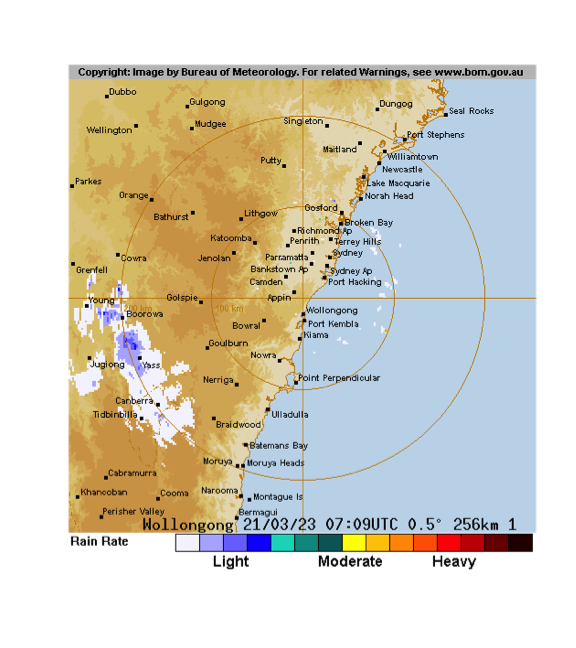 Copyright: Image by Bureau of Meteorology. For related Warnings, see www.bom.gov.au
Dubbo
Gulgong
Dungog
Seal Rocks
Wellington
Mudgee
Singleton
Port Stephens
Maitland
Williamtown
Putty
Newcastle
Parkes
Lake Macquarie
Orange
Norah Head
Bathurst
Lithgow
Gosford
Broken Bay
Richmond Ap
Katoomba
Penrith
Terrey Hills
Cowra
Jenolan
Parramatta
Sydney
Grenfell
Bankstown Ap
Sydney Ap
Camden
Port Hacking
Young
Golspie
Appin
200 km
100 km
Boorowa
Wollongong
Bowral
Port Kembla
Kiama
Goulburn
Nowra
Jugiong
Yass
Nerriga
Point Perpendicular
Canberra
Tidbinbilla
Ulladulla
Braidwood
Batemans Bay
Moruya
Moruya Heads
Cabramurra
Khancoban
Cooma
Narooma
Montague Is
Perisher Valley
Bermagui
Wollongong 21/03/23 07:09UTC 0.5° 256km 1
Rain Rate
Light
Moderate
Heavy